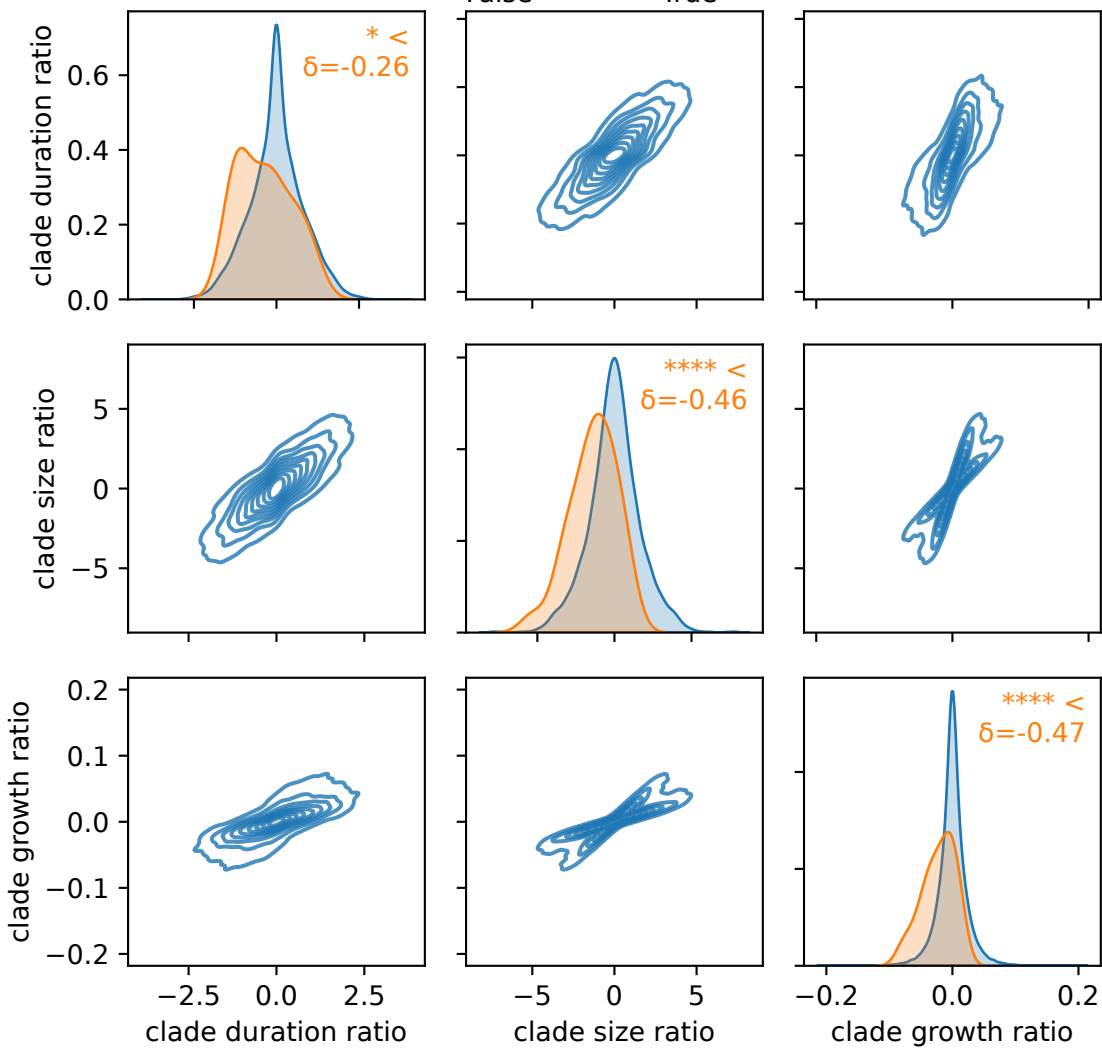 True
clade duration ratio
0.6
0.4
0.2
0.0
* <
δ=-0.26
clade size ratio
5
0
−5
**** <
δ=-0.46
clade growth ratio
0.2
0.1
0.0
−0.1
−0.2
**** <
δ=-0.47
−2.5 0.0 2.5
−5 0 5
−0.2 0.0 0.2
clade duration ratio
clade size ratio
clade growth ratio